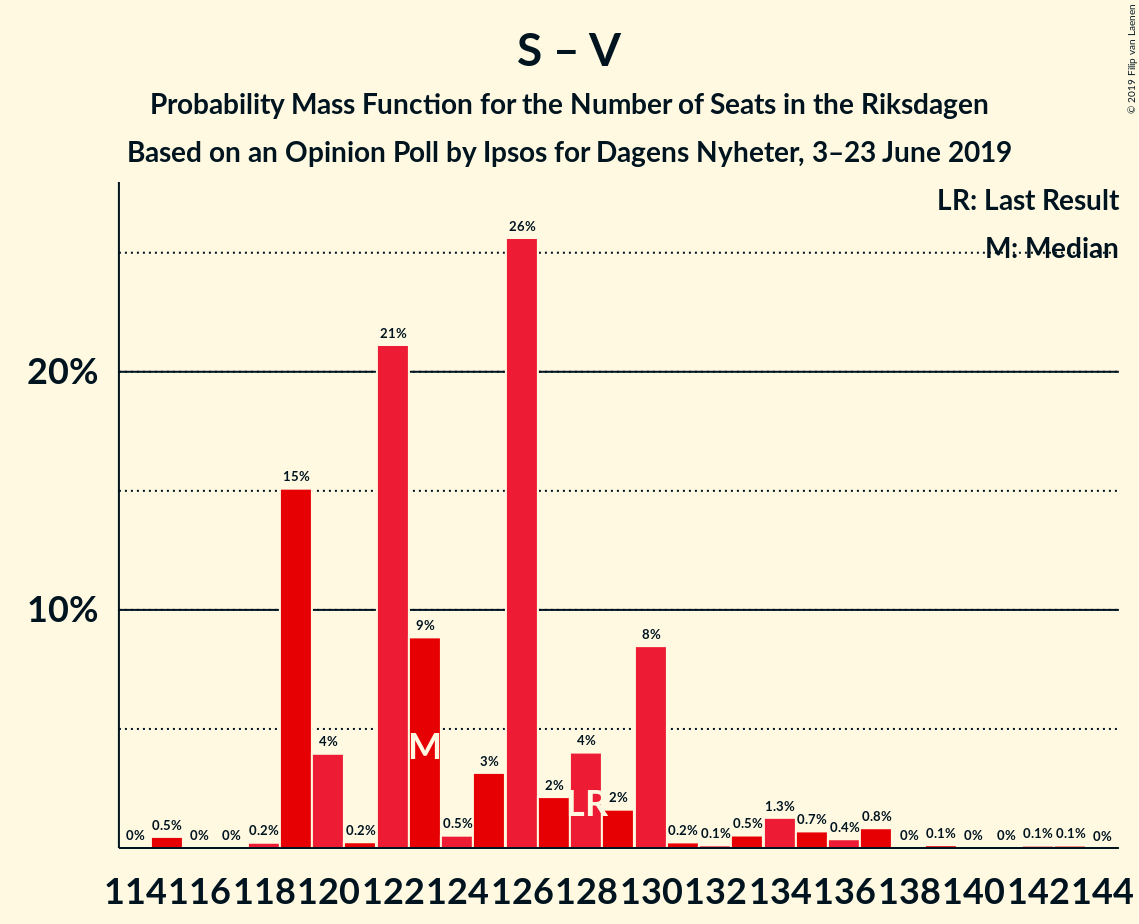 S – V
Probability Mass Function for the Number of Seats in the Riksdagen
Based on an Opinion Poll by Ipsos for Dagens Nyheter, 3–23 June 2019
© 2019 Filip van Laenen
LR: Last Result
M: Median
20%
10%
0% 0.5% 0% 0% 0.2% 15% 4% 0.2% 21% 9% 0.5% 3% 26% 2% 4% 2% 8% 0.2% 0.1% 0.5% 1.3% 0.7% 0.4% 0.8% 0% 0.1% 0% 0% 0.1% 0.1% 0%
M
LR
114 116 118 120 122 124 126 128 130 132 134 136 138 140 142 144